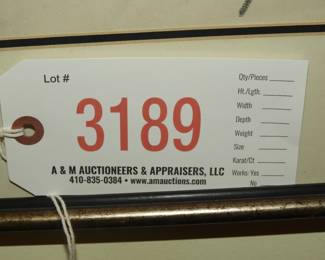 Lot #
3189
A & M AUCTIONEERS & APPRAISERS, LLC
410-835-0384 • www.amauctions.com
Qty/Pieces
Ht./Lgth.
Width
Depth
Weight
Size
Karat/Ct
Works: Yes
No